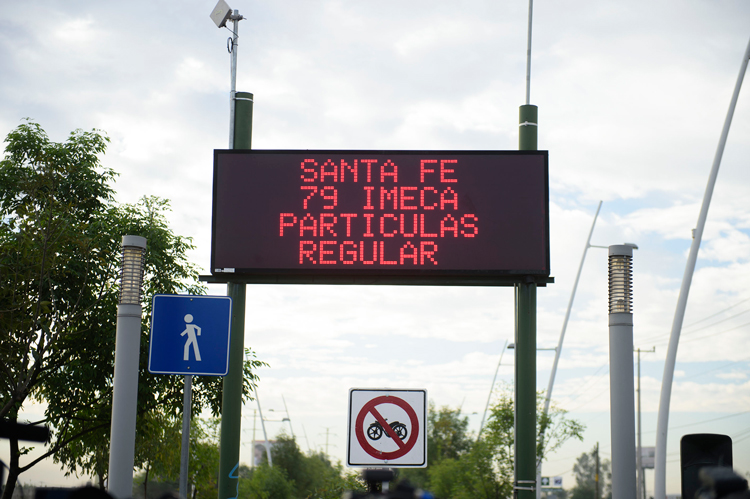 SANTA FE
79 IMECA
PARTICULAS
REGULAR